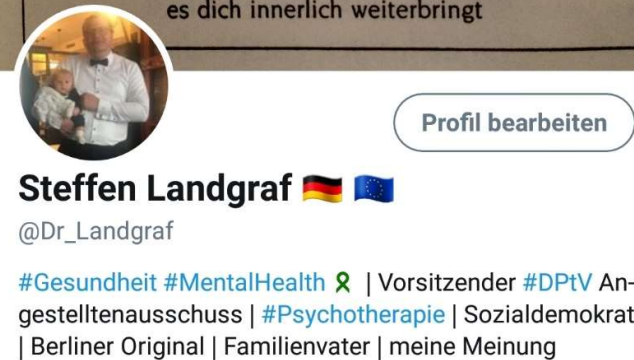 es dich innerlich weiterbringt
Profil bearbeiten
Steffen Landgraf 🇩🇪 🇪🇺
@Dr_Landgraf
#Gesundheit #MentalHealth 🎗 | Vorsitzender #DPtV An-
gestelltenausschuss | #Psychotherapie | Sozialdemokrat
| Berliner Original | Familienvater | meine Meinung